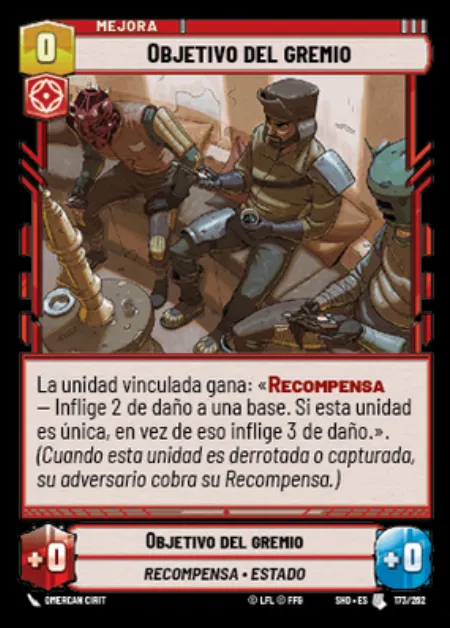 MEJORA
0
OBJETIVO DEL GREMIO
La unidad vinculada gana: «RECOMPENSA
– Inflige 2 de daño a una base. Si esta unidad
es única, en vez de eso inflige 3 de daño.».
(Cuando esta unidad es derrotada o capturada,
su adversario cobra su Recompensa.)
+0
OBJETIVO DEL GREMIO
+0
RECOMPENSA • ESTADO
OMERCAN CIRIT
© LFL © FFG
SHD • ES
173/262